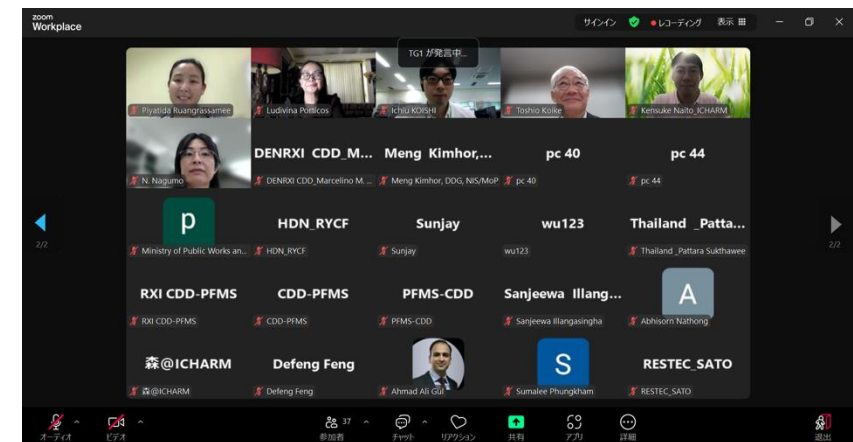 zoom
Workplace
サインイン
レコーディング
表示
TG1 が発言中...
Piyatida Ruangrassamee
Ludivina Porticos
Ichiu KOISHI
Toshio Koike
Kensuke Naito_ICHARM
N. Nagumo
DENRXI CDD_M...
DENRXI CDD_Marcelino M. ...
Meng Kimhor,...
Meng Kimhor, DDG, NIS/MoP
pc 40
pc 40
pc 44
pc 44
2/2
p
Ministry of Public Works an...
HDN_RYCF
HDN_RYCF
Sunjay
Sunjay
wu123
wu123
Thailand _Patta...
Thailand _Pattara Sukthawee
2/2
RXI CDD-PFMS
RXI CDD-PFMS
CDD-PFMS
CDD-PFMS
PFMS-CDD
PFMS-CDD
Sanjeewa Illang...
Sanjeewa Illangasingha
A
Abhisorn Nathong
森@ICHARM
森@ICHARM
Defeng Feng
Defeng Feng
Ahmad Ali Gul
S
Sumalee Phungkham
RESTEC_SATO
RESTEC_SATO
オーディオ
ビデオ
37
参加者
チャット
リアクション
共有
アプリ
詳細
退出